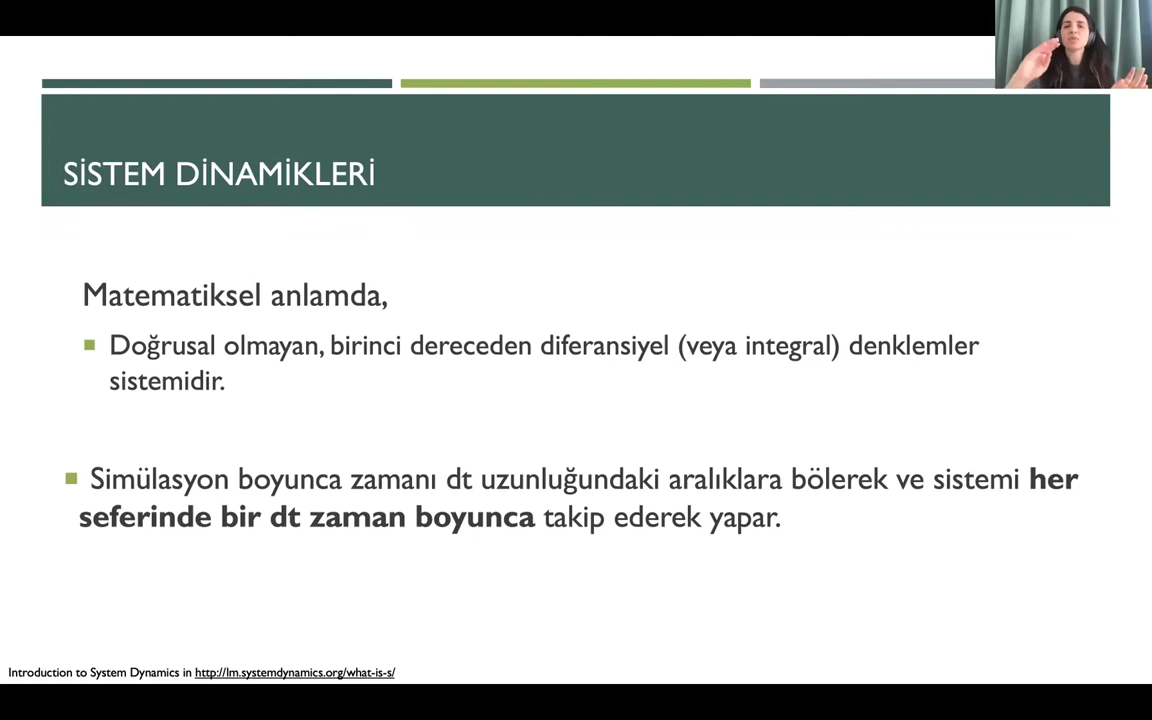 SİSTEM DİNAMİKLERİ
Matematiksel anlamda,
Doğrusal olmayan, birinci dereceden diferansiyel (veya integral) denklemler
sistemidir.
Simülasyon boyunca zamanı dt uzunluğundaki aralıklara bölerek ve sistemi her
seferinde bir dt zaman boyunca takip ederek yapar.
Introduction to System Dynamics in http://lm.systemdynamics.org/what-is-s/